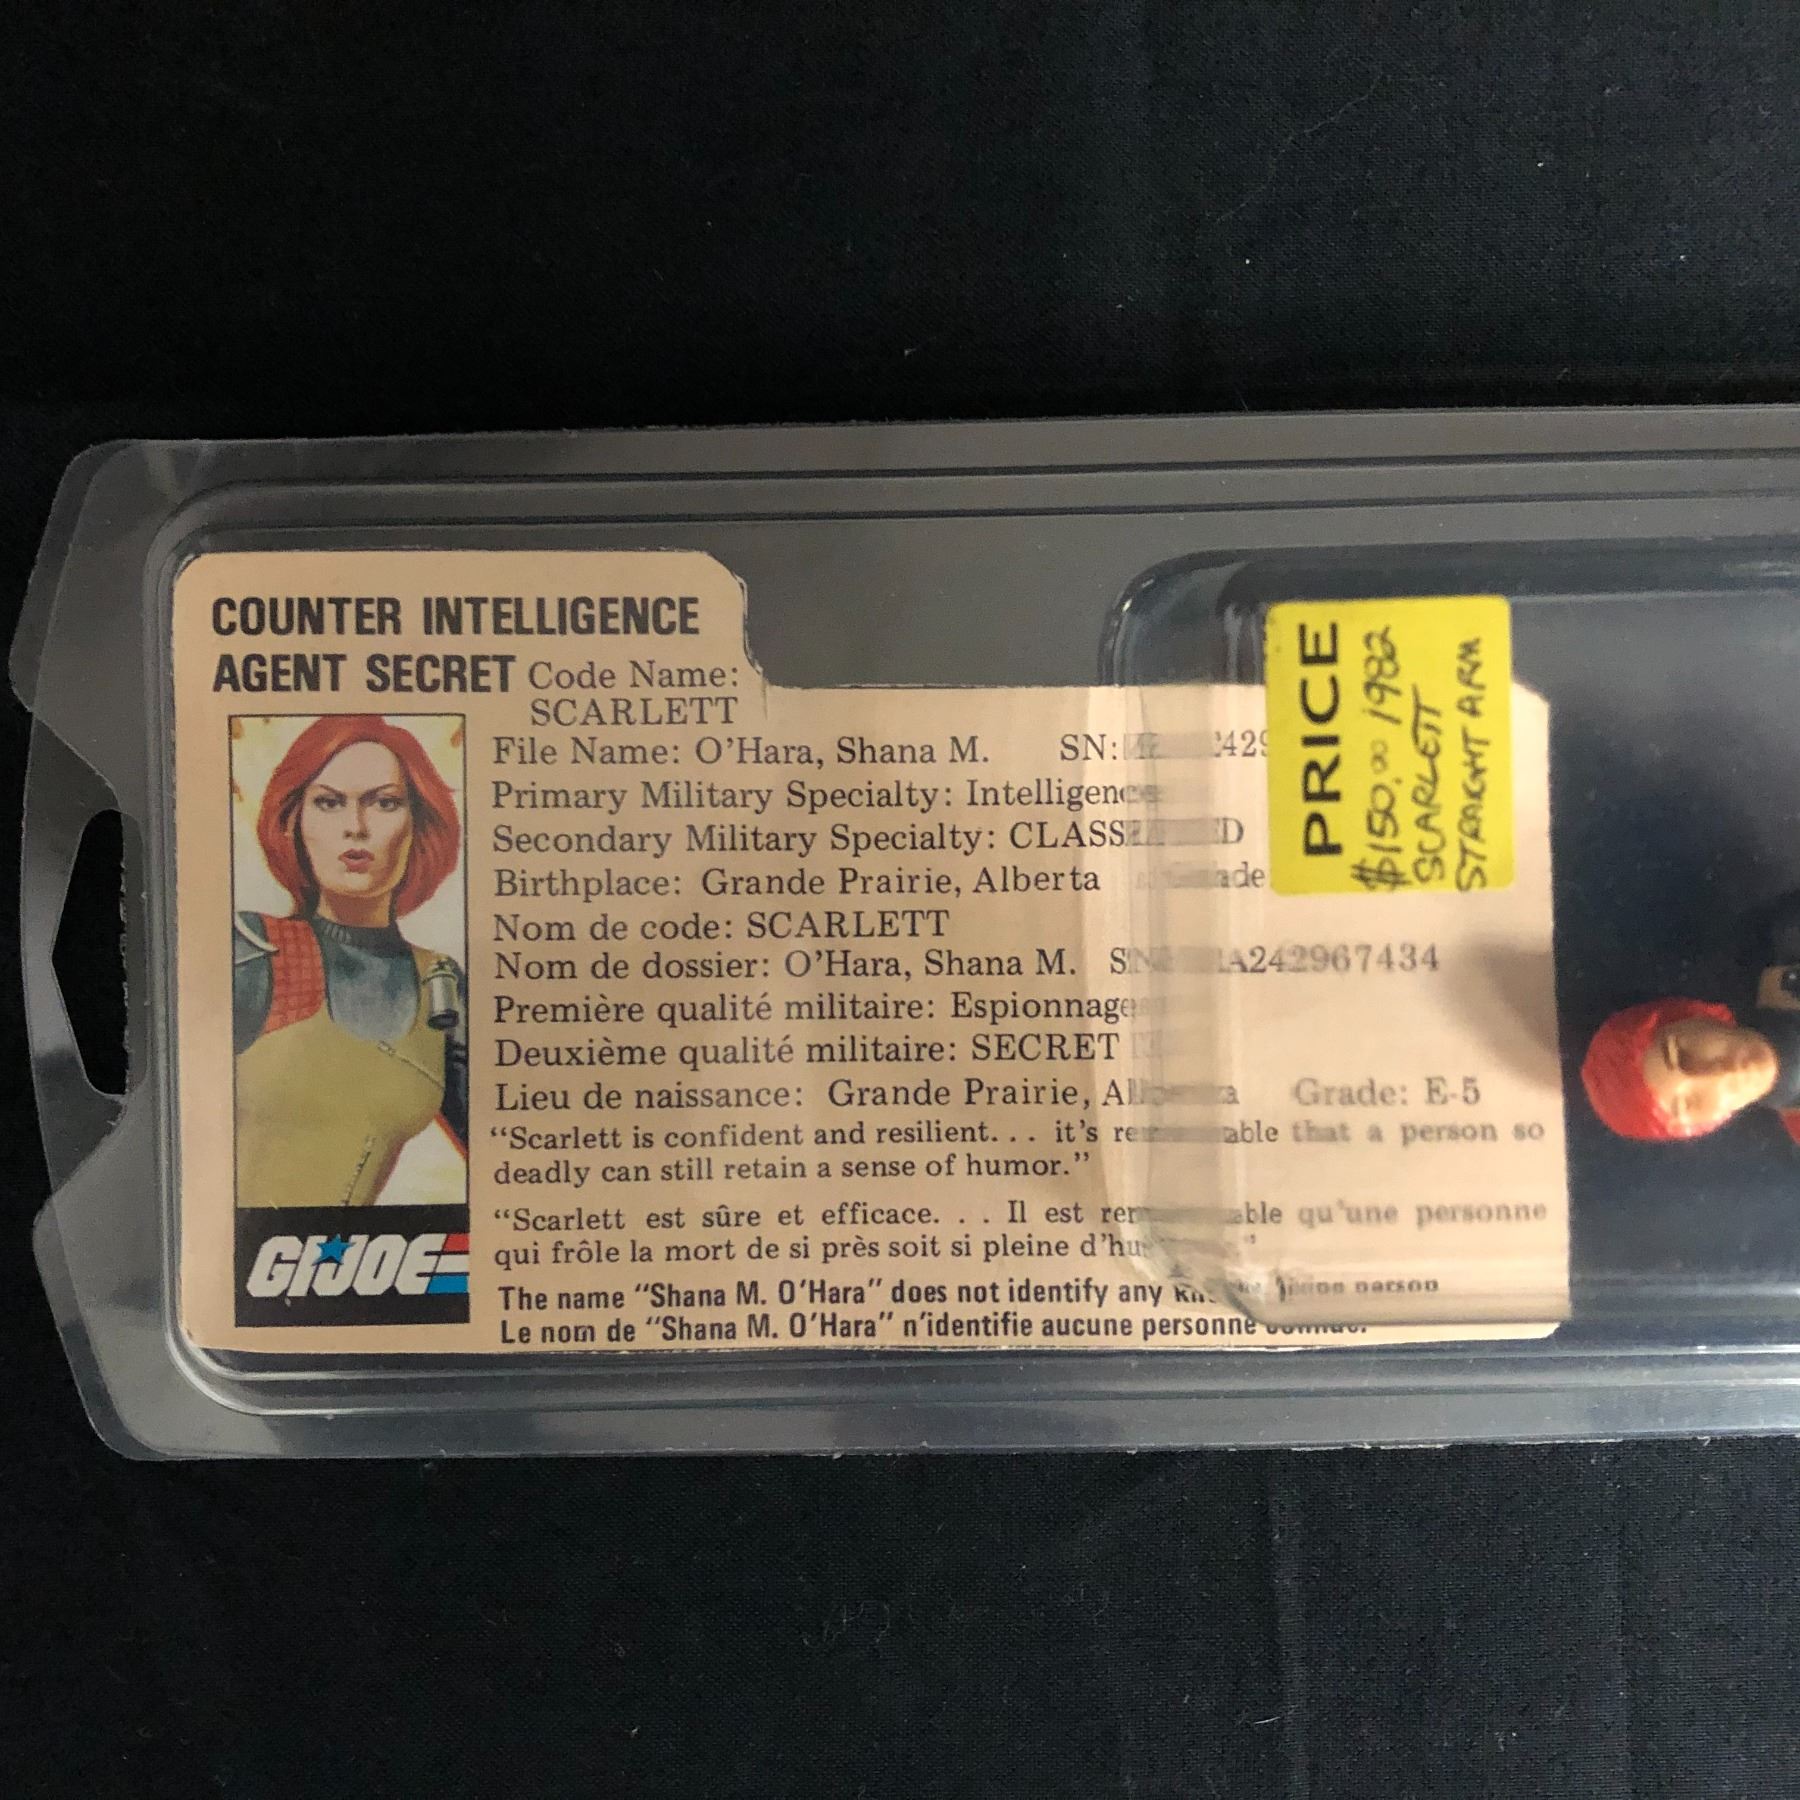 COUNTER INTELLIGENCE
AGENT SECRET Code Name:
SCARLETT
File Name: O'Hara, Shana M. SN:
Primary Military Specialty:
Secondary Military Specialty:
Birthplace: Grande Prairie, Alberta
Nom de code: SCARLETT
Nom de dossier: O'Hara, Shana M.
Première qualité militaire: Espionnage
Deuxième qualité militaire: SECRET
Lieu de naissance: Grande Prairie, Grade: E-5
"Scarlett is confident and resilient. . . it's that a person so
deadly can still retain a sense of humor."
"Scarlett est sûre et efficace. . . Il est qu'une personne
qui frôle la mort de si près soit si pleine
The name "Shana M. O'Hara" does not identify any living person
Le nom de "Shana M. O'Hara" n'identifie aucune personne
GI JOE
PRICE
$150.00 1982
SCARLETT
STRAIGHT ARM